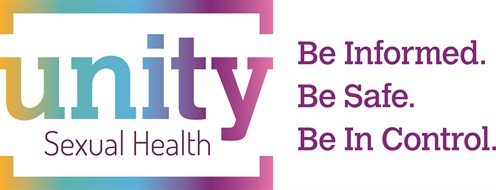 unity
Sexual Health
Be Informed.
Be Safe.
Be In Control.